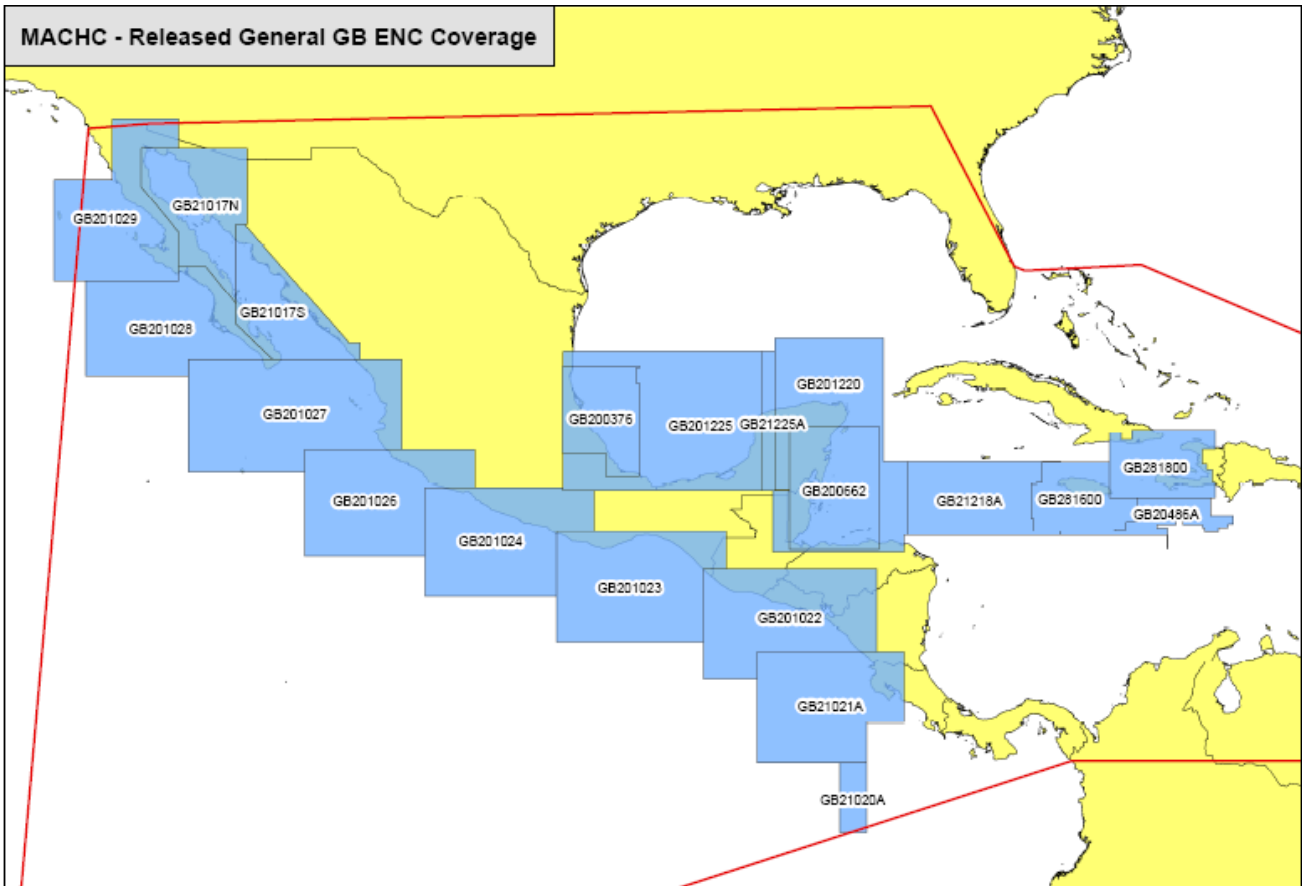 MACHC - Released General GB ENC Coverage
GB21017N
GB201029
GB21017S
GB201028
GB201220
GB201027
GB200376
GB201225
GB21225A
GB281800
GB200662
GB201026
GB21218A
GB281600
GB20486A
GB201024
GB201023
GB201022
GB21021A
GB21020A